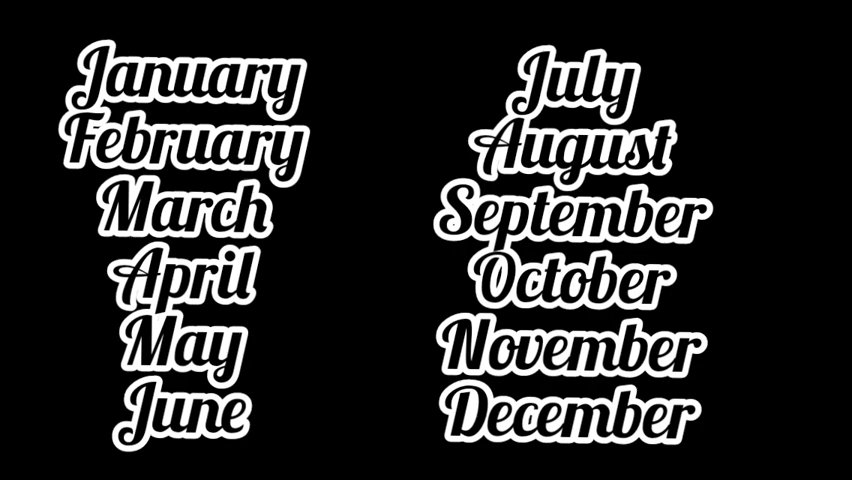 January
February
March
April
May
June
July
August
September
October
November
December